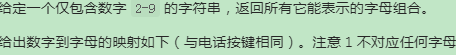 给定一个仅包含数字 2-9 的字符串，返回所有它能表示的字母组合。
给出数字到字母的映射如下（与电话按键相同）。注意 1 不对应任何字母